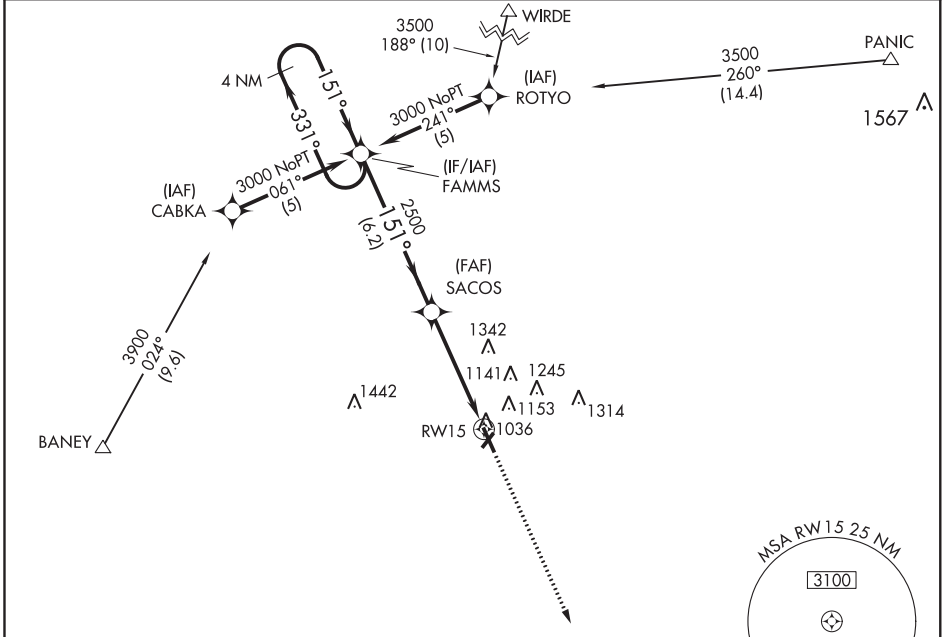 WIRDE
3500
188° (10)
PANIC
3500
260°
(14.4)
1567
(IAF)
ROTYO
4 NM
151°
331°
3000 NoPT
241°
(5)
(IF/IAF)
FAMMS
3000 NoPT
061°
(5)
(IAF)
CABKA
2500
151°
(6.2)
(FAF)
SACOS
3900
024°
(9.6)
BANEY
1342
1141
1245
1442
1153
1314
RW15
1036
MSA RW15 25 NM
3100